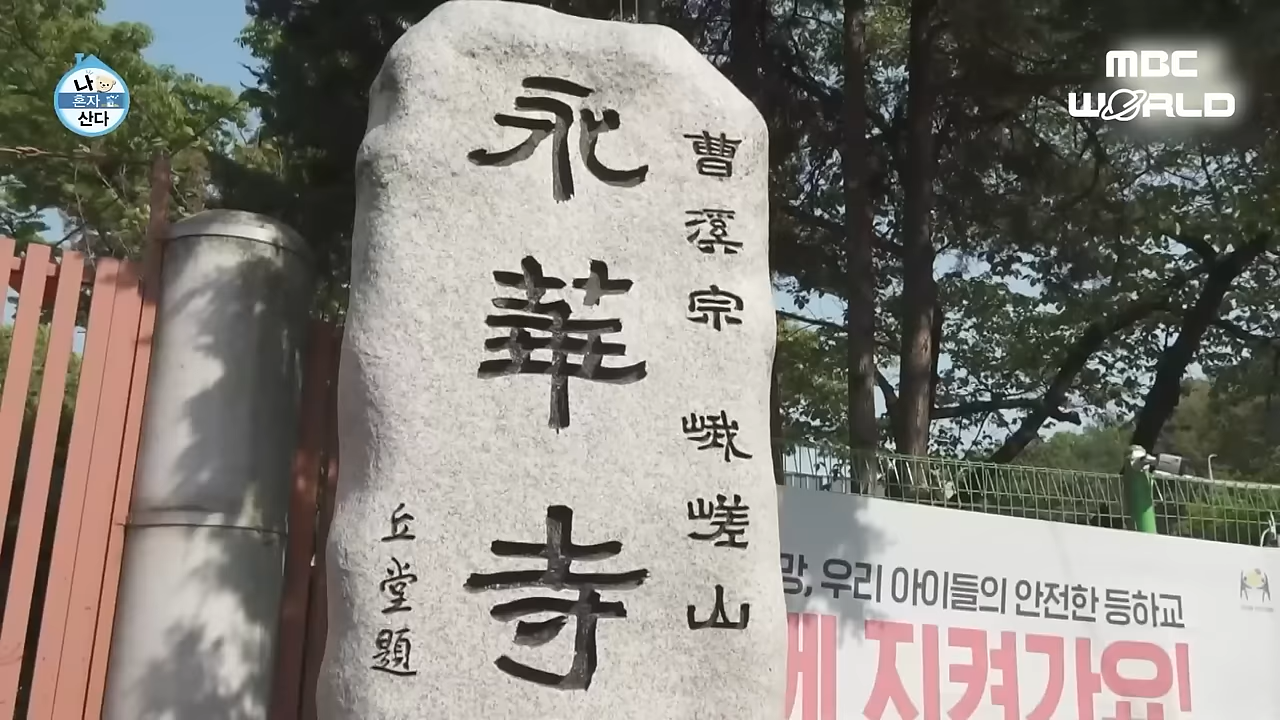 나
혼자
산다
MBC
WORLD
曹溪宗 峨嵯山
永華寺
丘堂題
망, 우리 아이들의 안전한 등하교
께 지켜가요!